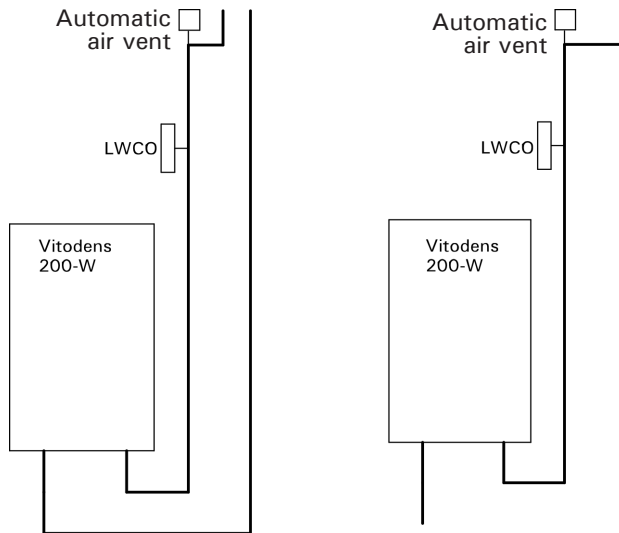 Automatic
air vent
LWCO
Vitodens
200-W
Automatic
air vent
LWCO
Vitodens
200-W